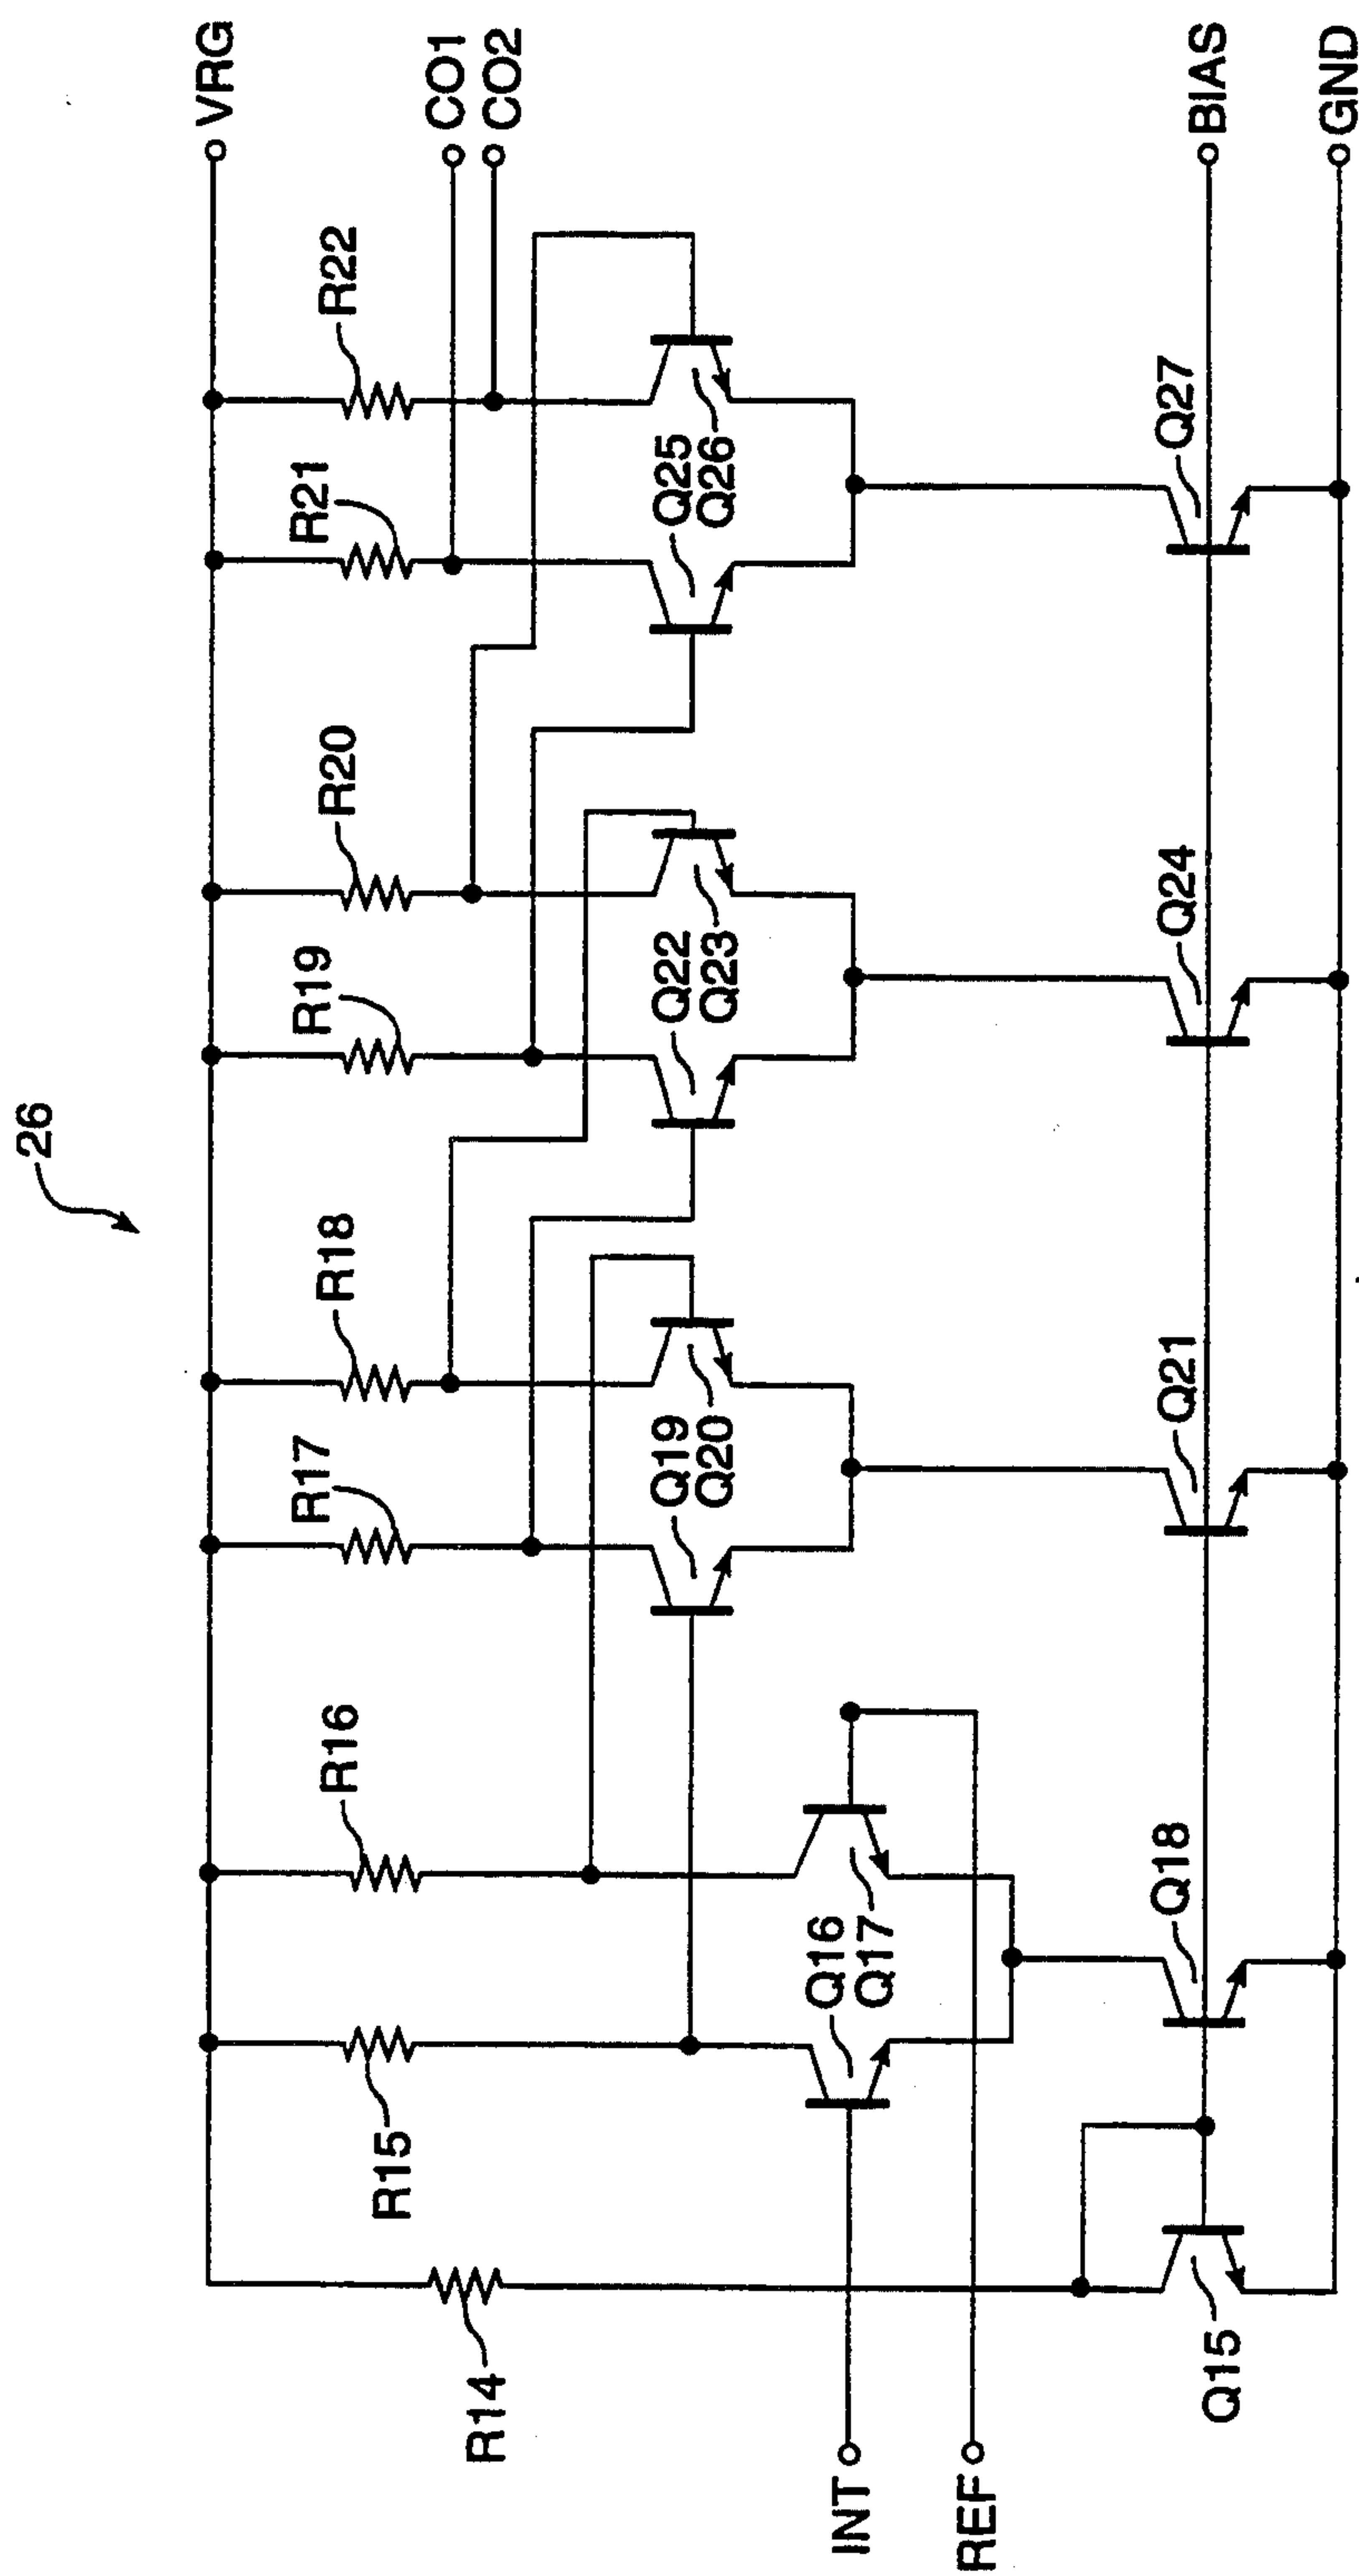 26
VRG
CO1
CO2
BIAS
GND
R14
R15
R16
R17
R18
R19
R20
R21
R22
Q15
Q16
Q17
Q18
Q19
Q20
Q21
Q22
Q23
Q24
Q25
Q26
Q27
INT
REF